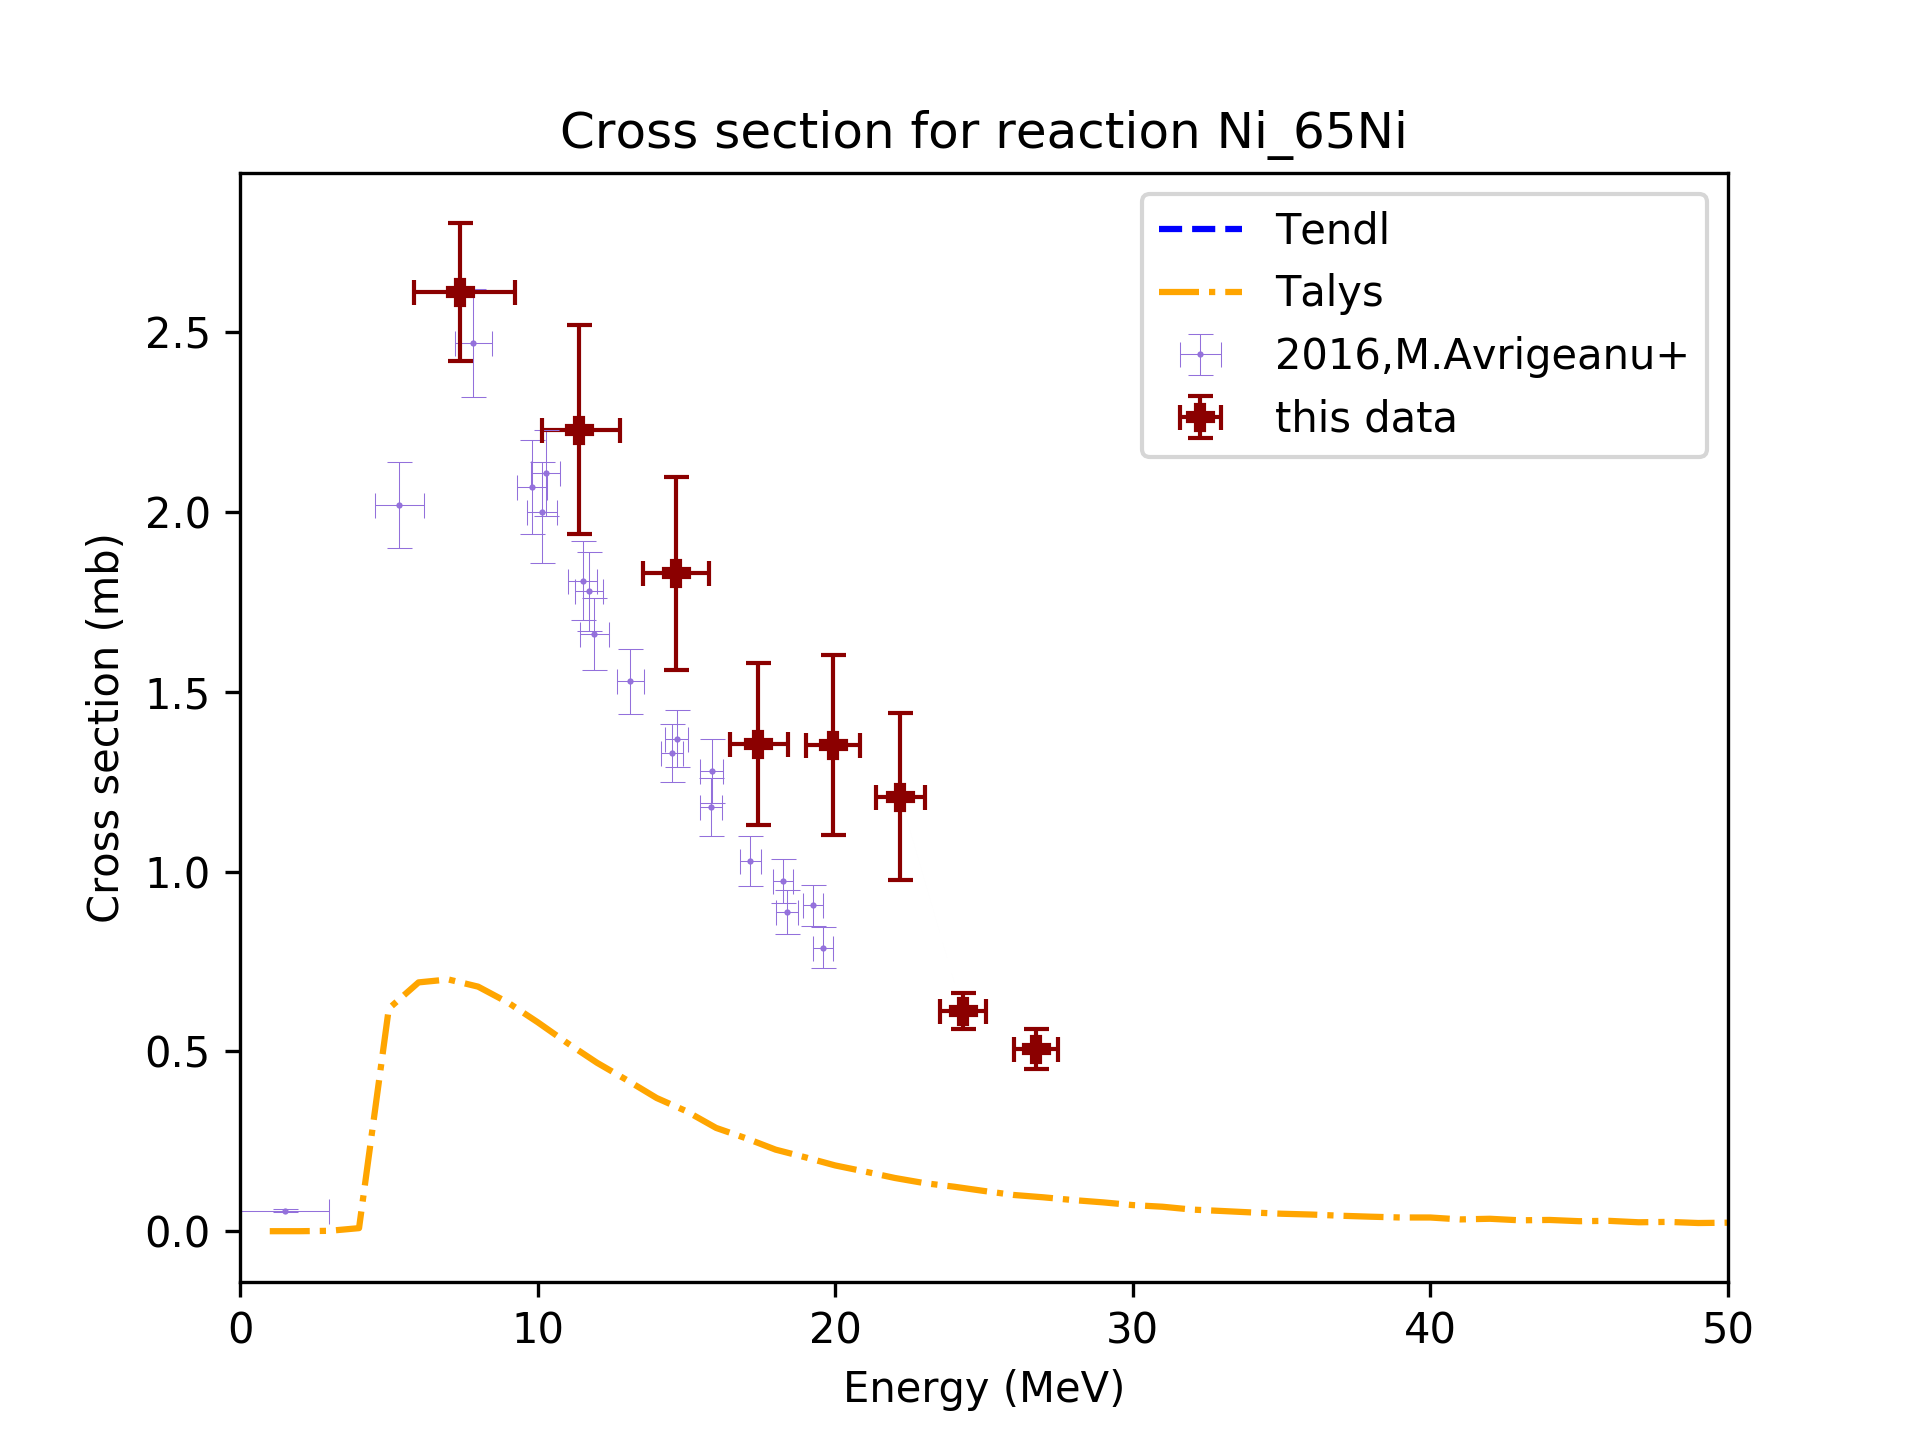 Cross section for reaction Ni_65Ni
Tendl
Talys
2016,M.Avrigeanu+
this data
Cross section (mb)
2.5
2.0
1.5
1.0
0.5
0.0
0 10 20 30 40 50
Energy (MeV)